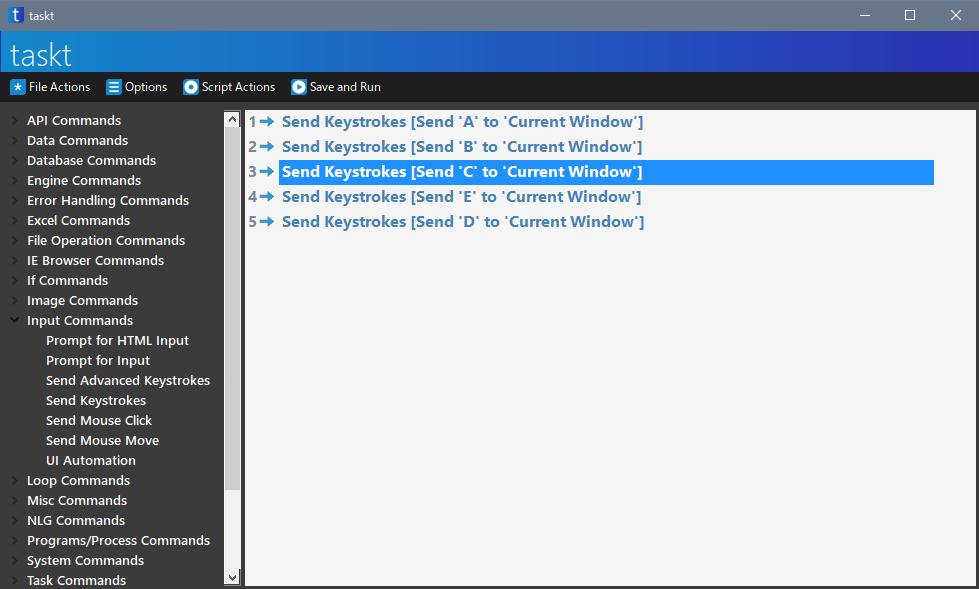 taskt
taskt
File Actions Options Script Actions Save and Run
API Commands
Data Commands
Database Commands
Engine Commands
Error Handling Commands
Excel Commands
File Operation Commands
IE Browser Commands
If Commands
Image Commands
Input Commands
Prompt for HTML Input
Prompt for Input
Send Advanced Keystrokes
Send Keystrokes
Send Mouse Click
Send Mouse Move
UI Automation
Loop Commands
Misc Commands
NLG Commands
Programs/Process Commands
System Commands
Task Commands
1 Send Keystrokes [Send 'A' to 'Current Window']
2 Send Keystrokes [Send 'B' to 'Current Window']
3 Send Keystrokes [Send 'C' to 'Current Window']
4 Send Keystrokes [Send 'E' to 'Current Window']
5 Send Keystrokes [Send 'D' to 'Current Window']